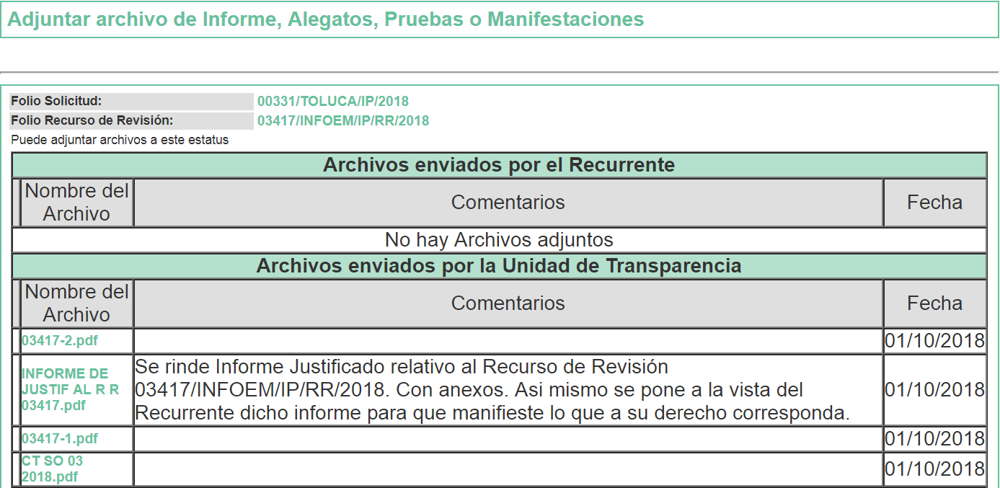 Adjuntar archivo de Informe, Alegatos, Pruebas o Manifestaciones
Folio Solicitud: 00331/TOLUCA/IP/2018
Folio Recurso de Revisión: 03417/INFOEM/IP/RR/2018
Puede adjuntar archivos a este estatus
Archivos enviados por el Recurrente
Nombre del
Archivo
Comentarios
Fecha
No hay Archivos adjuntos
Archivos enviados por la Unidad de Transparencia
Nombre del
Archivo
Comentarios
Fecha
03417-2.pdf
01/10/2018
INFORME DE
JUSTIF AL R R
03417.pdf
Se rinde Informe Justificado relativo al Recurso de Revisión
03417/INFOEM/IP/RR/2018. Con anexos. Asi mismo se pone a la vista del
Recurrente dicho informe para que manifieste lo que a su derecho corresponda.
01/10/2018
03417-1.pdf
01/10/2018
CT SO 03
2018.pdf
01/10/2018